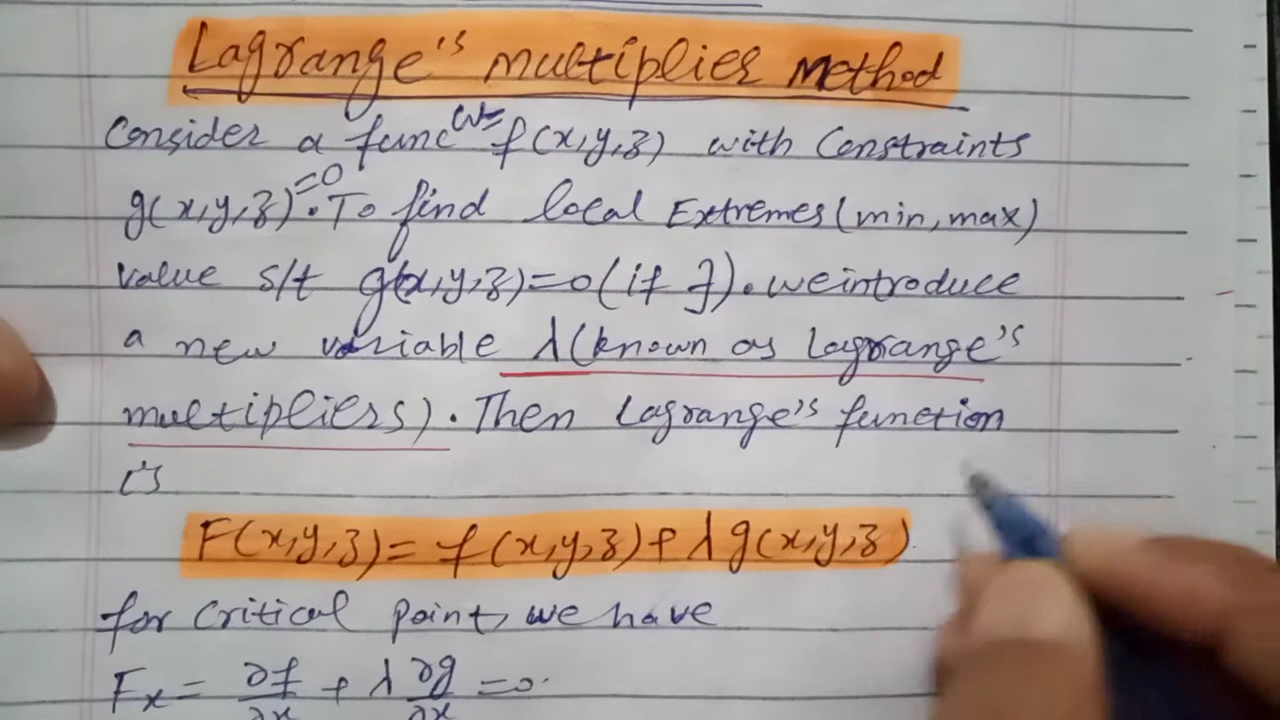 Lagrange's multiplier Method
Consider a func w= f(x,y,z) with Constraints
g(x,y,z)=0. To find local Extremes (min, max)
value s/t g(x,y,z)=0 (if ∃). we introduce
a new variable λ (known as Lagrange's
multipliers). Then Lagrange's function
is
F(x,y,z) = f(x,y,z) + λ g(x,y,z).
for critical point, we have
Fx = ∂f/∂x + λ ∂g/∂x = 0.